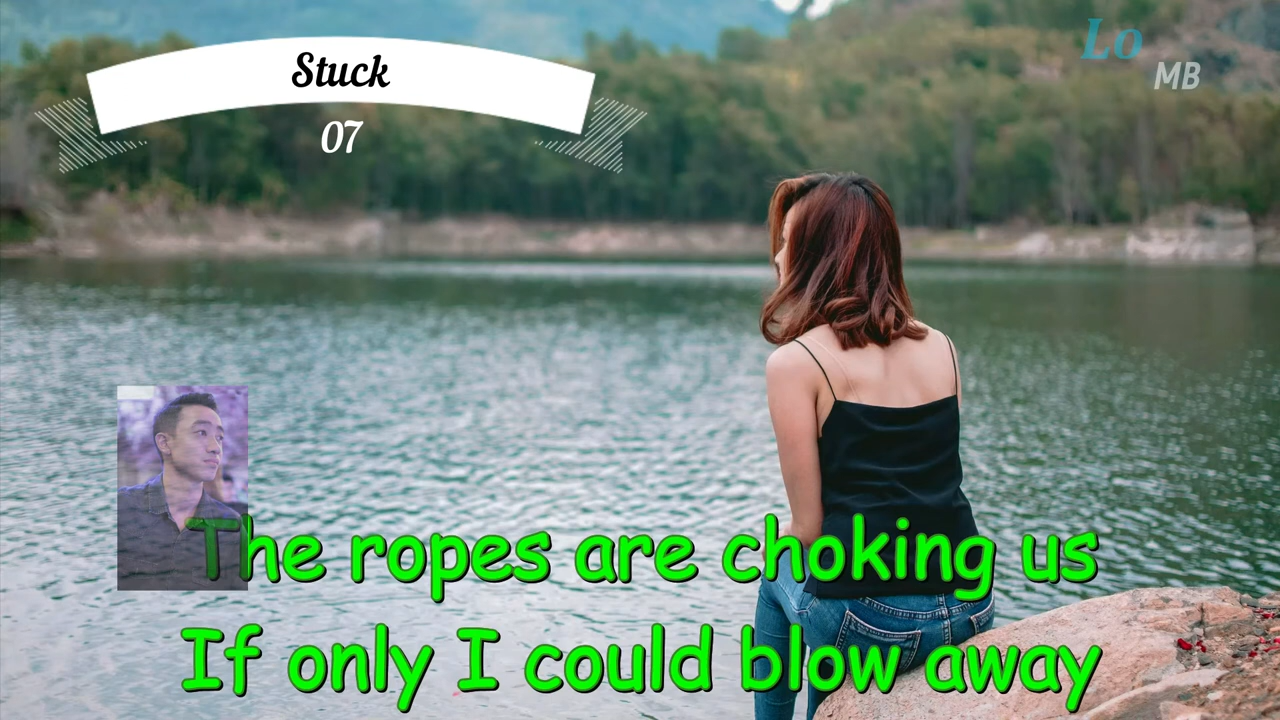 Stuck
07
Lo
MB
The ropes are choking us
If only I could blow away